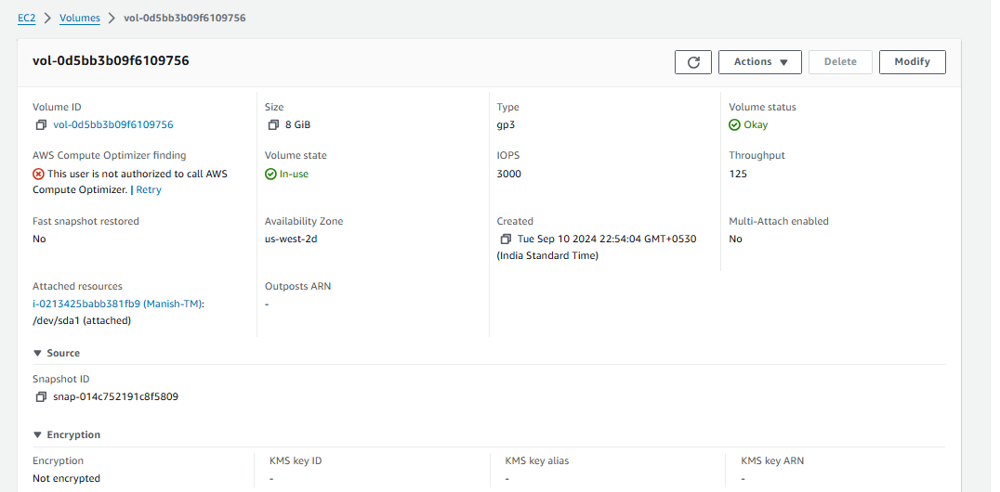 EC2 > Volumes > vol-0d5bb3b09f6109756
vol-0d5bb3b09f6109756
Actions
Delete
Modify
Volume ID
vol-0d5bb3b09f6109756
Size
8 GiB
Type
gp3
Volume status
Okay
AWS Compute Optimizer finding
This user is not authorized to call AWS
Compute Optimizer. | Retry
Volume state
In-use
IOPS
3000
Throughput
125
Fast snapshot restored
No
Availability Zone
us-west-2d
Created
Tue Sep 10 2024 22:54:04 GMT+0530
(India Standard Time)
Multi-Attach enabled
No
Attached resources
i-0213425babb381fb9 (Manish-TM):
/dev/sda1 (attached)
Outposts ARN
-
Source
Snapshot ID
snap-014c752191c8f5809
Encryption
Encryption
Not encrypted
KMS key ID
-
KMS key alias
-
KMS key ARN
-